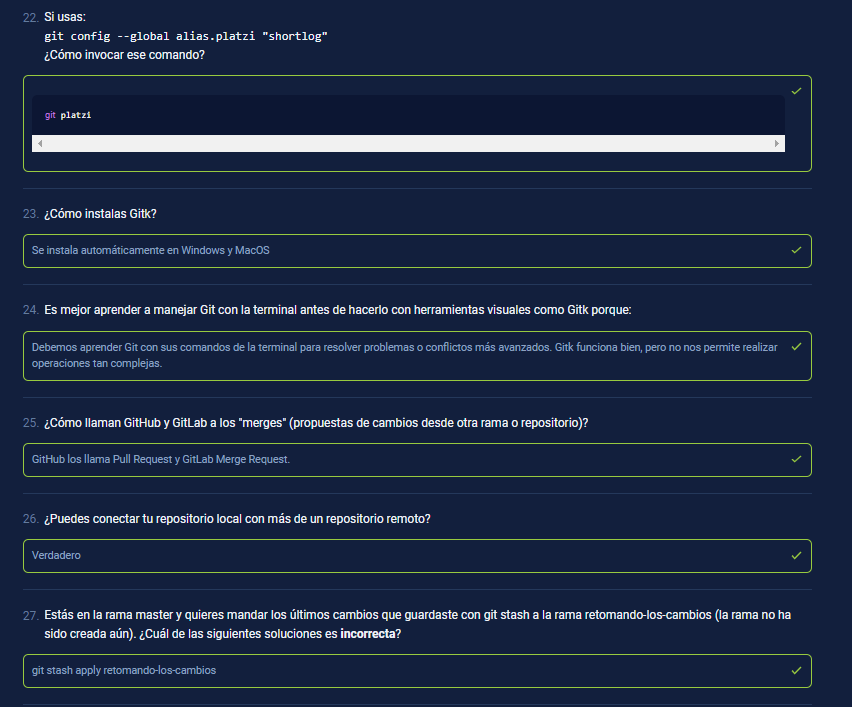 22. Si usas:
git config --global alias.platzi "shortlog"
¿Cómo invocar ese comando?
git platzi
23. ¿Cómo instalas Gitk?
Se instala automáticamente en Windows y MacOS
24. Es mejor aprender a manejar Git con la terminal antes de hacerlo con herramientas visuales como Gitk porque:
Debemos aprender Git con sus comandos de la terminal para resolver problemas o conflictos más avanzados. Gitk funciona bien, pero no nos permite realizar
operaciones tan complejas.
25. ¿Cómo llaman GitHub y GitLab a los "merges" (propuestas de cambios desde otra rama o repositorio)?
GitHub los llama Pull Request y GitLab Merge Request.
26. ¿Puedes conectar tu repositorio local con más de un repositorio remoto?
Verdadero
27. Estás en la rama master y quieres mandar los últimos cambios que guardaste con git stash a la rama retomando-los-cambios (la rama no ha
sido creada aún). ¿Cuál de las siguientes soluciones es incorrecta?
git stash apply retomando-los-cambios